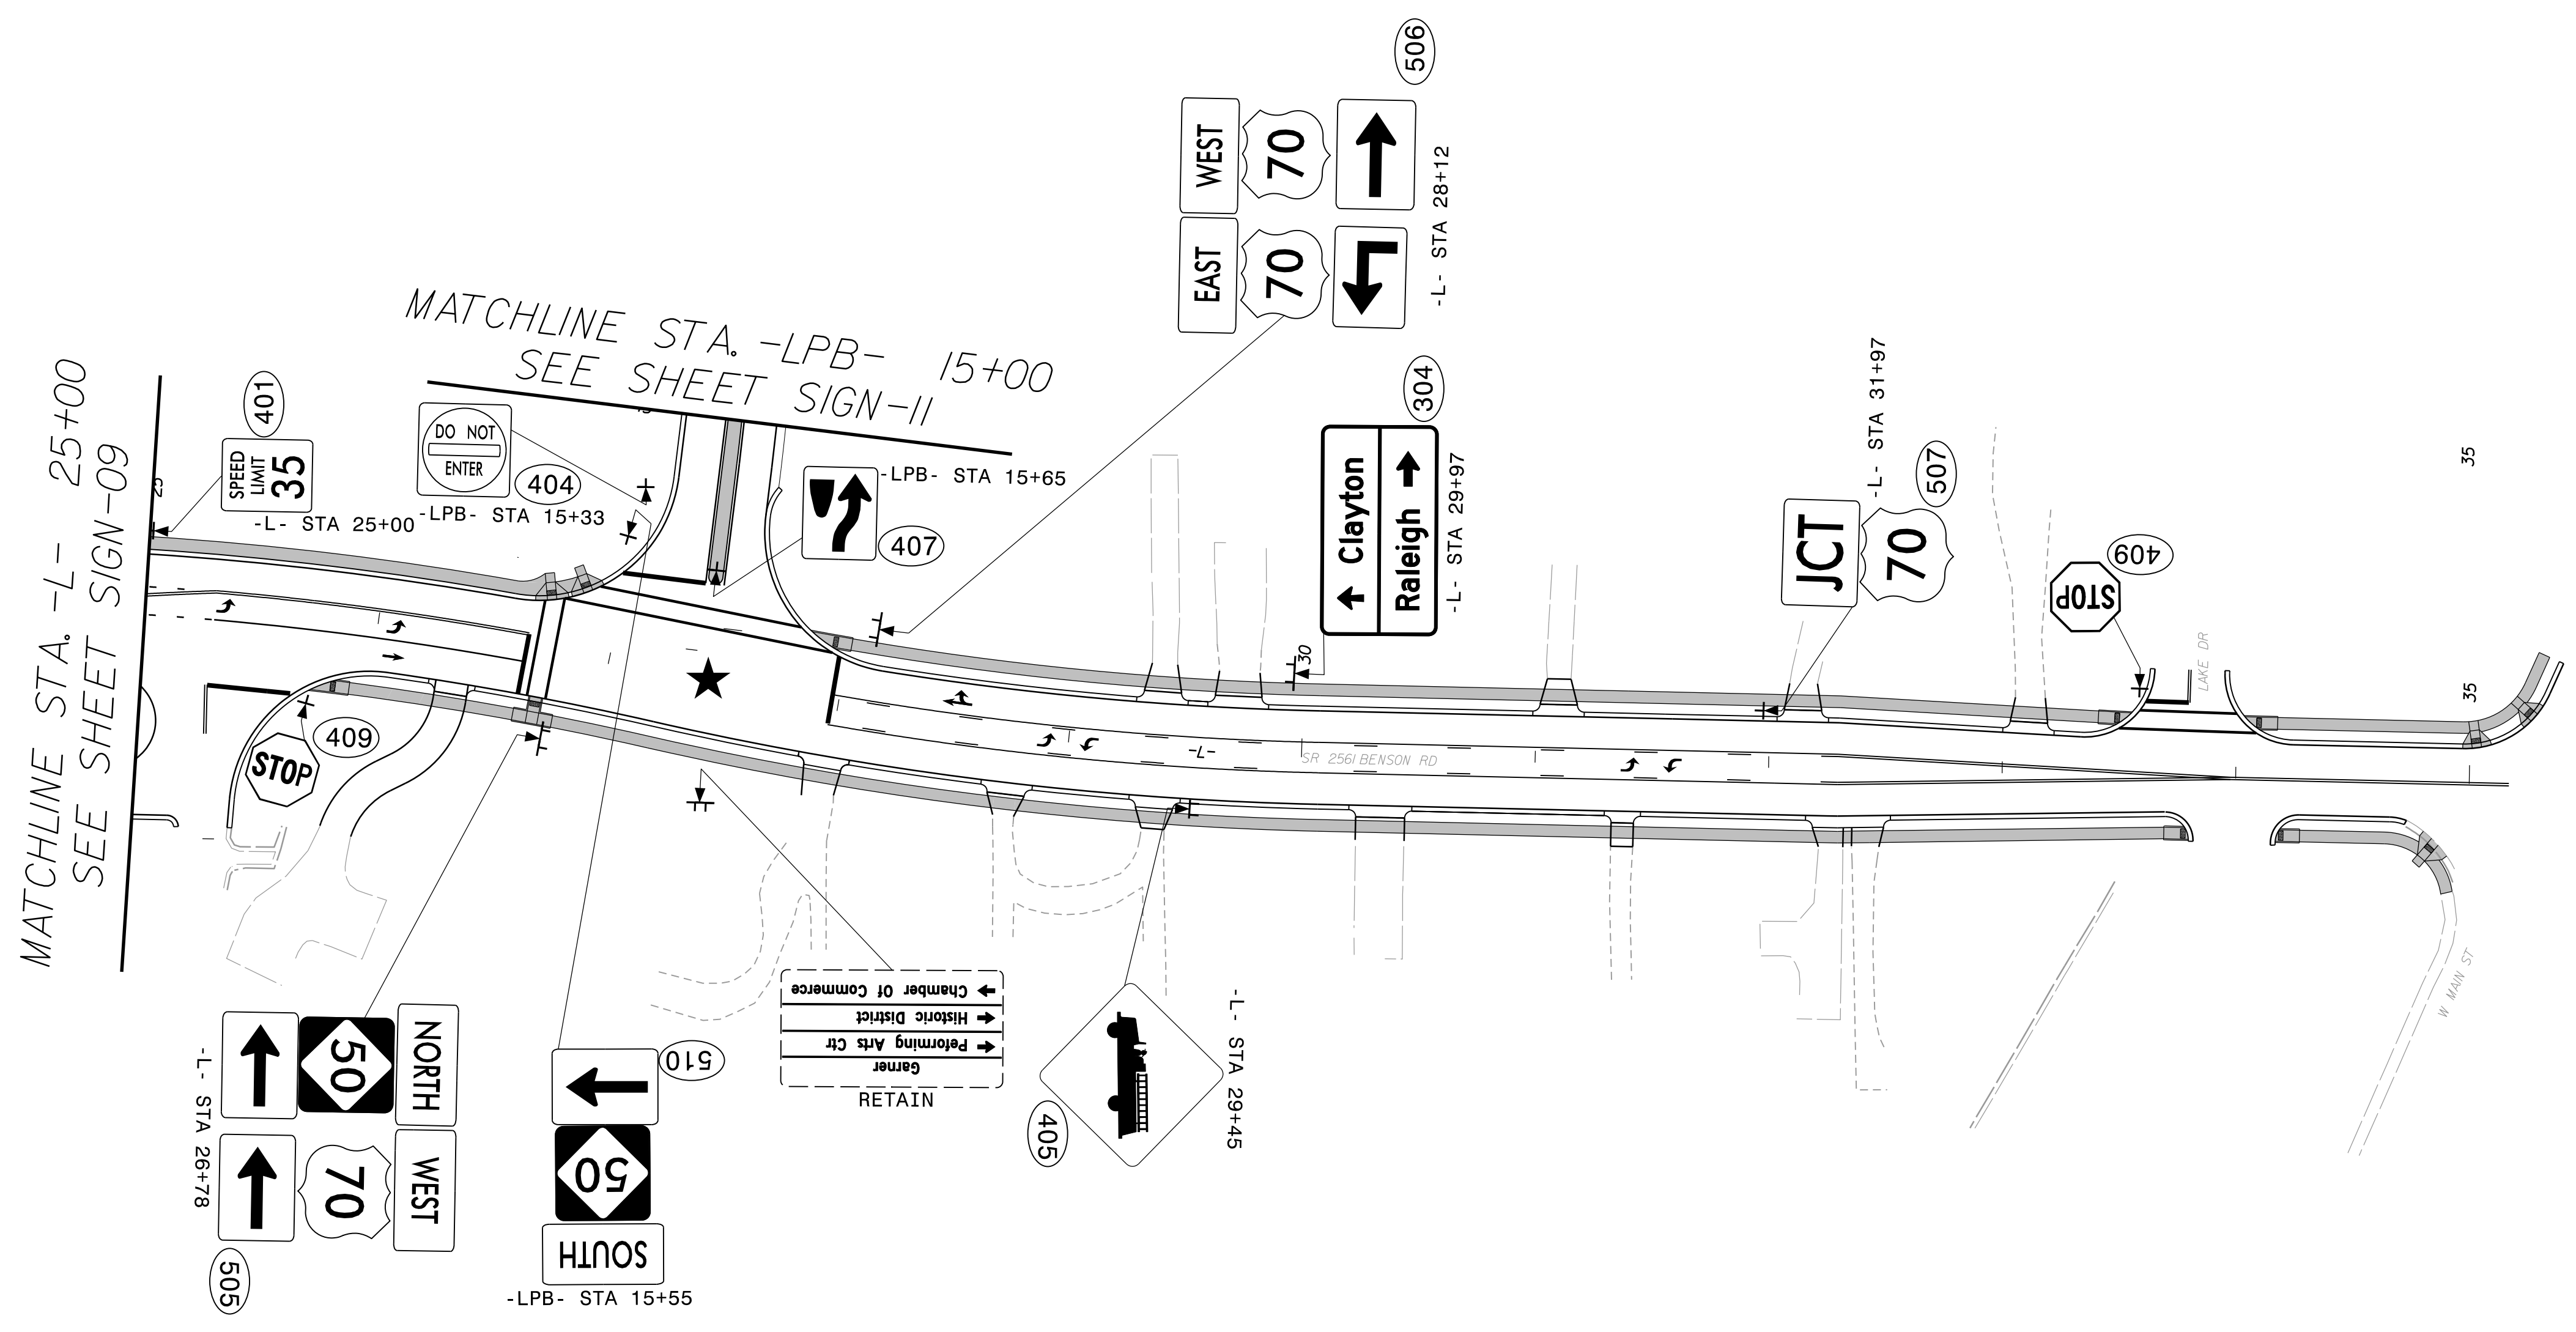 MATCHLINE STA. -L- 25+00
SEE SHEET SIGN-09
25
401
SPEED
LIMIT
35
-L- STA 25+00
MATCHLINE STA. -LPB- 15+00
SEE SHEET SIGN-11
DO NOT
ENTER
404
-LPB- STA 15+33
-LPB- STA 15+65
407
506
WEST
70
EAST
70
-L- STA 28+12
304
Clayton
Raleigh
-L- STA 29+97
30
-L- STA 31+97
507
JCT
70
409
STOP
LAKE DR
35
35
409
STOP
-L-
SR 2561 BENSON RD
W MAIN ST
NORTH
50
WEST
70
-L- STA 26+78
505
510
50
SOUTH
-LPB- STA 15+55
Garner
Peforming Arts Ctr
Historic District
Chamber Of Commerce
RETAIN
405
-L- STA 29+45